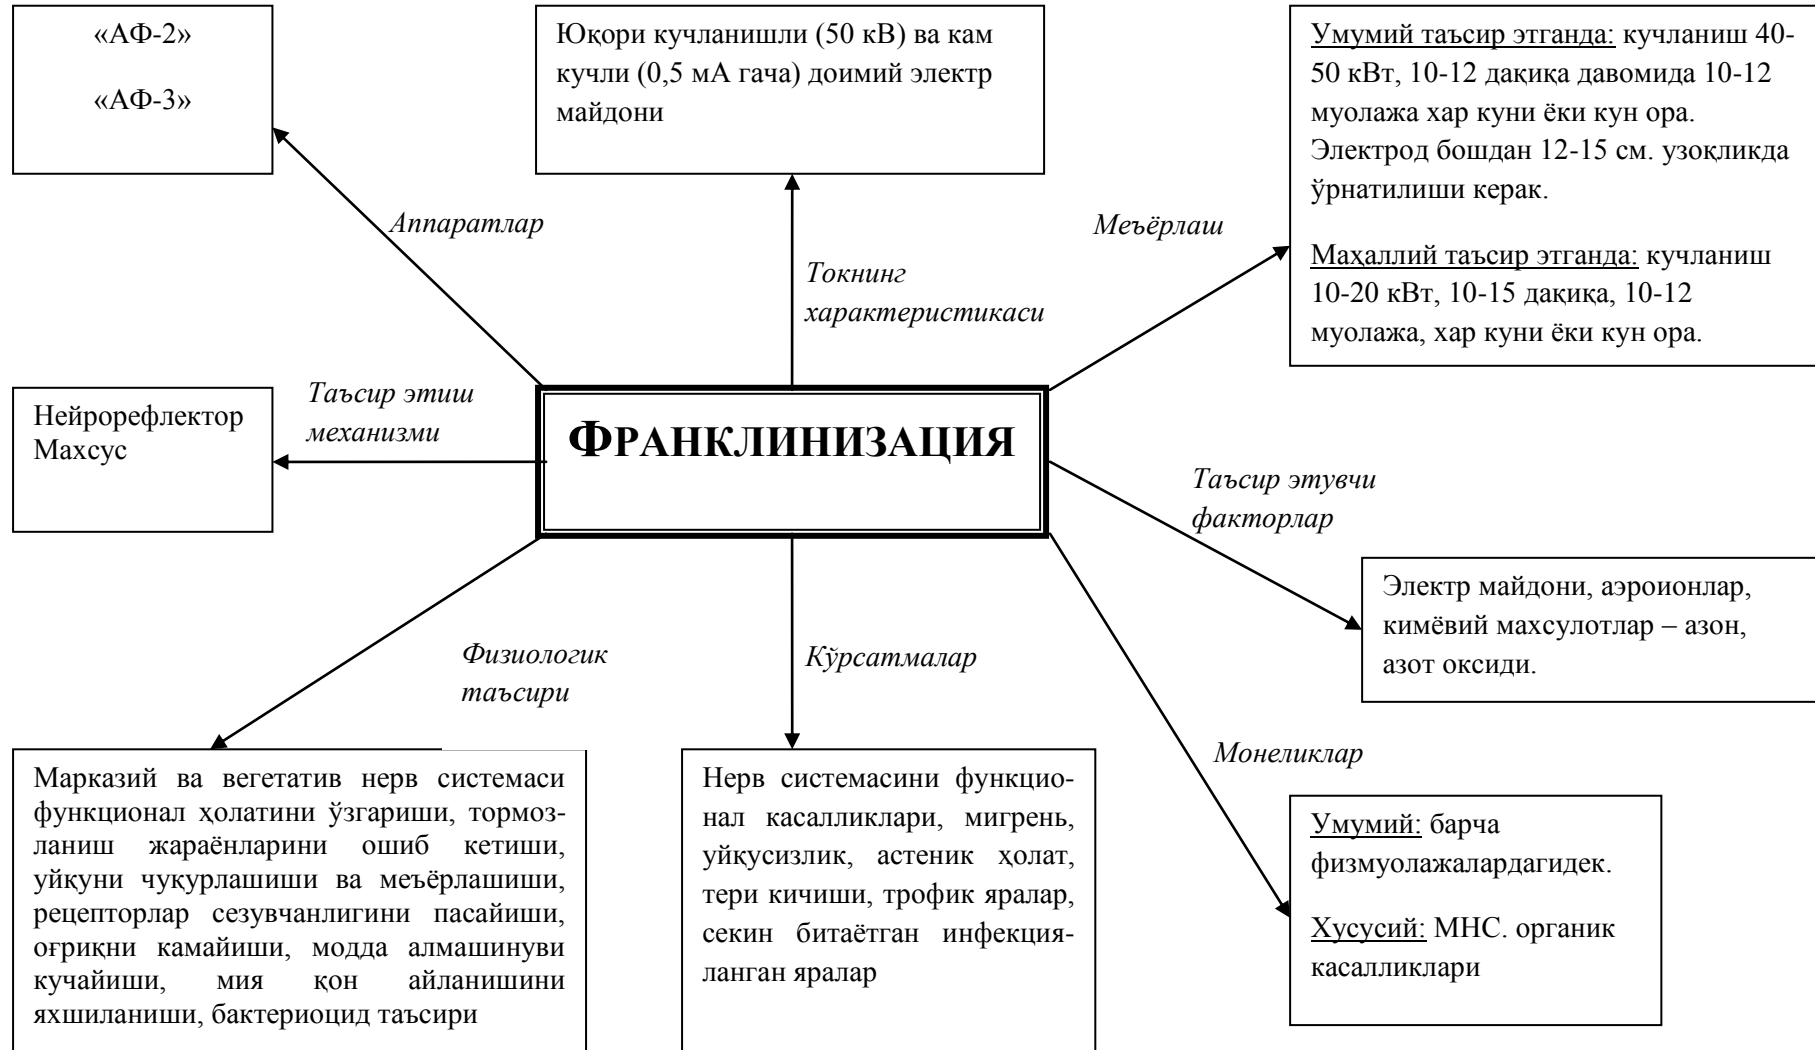 «АФ-2»
«АФ-3»
Юқори кучланишли (50 кВ) ва кам
кучли (0,5 мА гача) доимий электр
майдони
Умумий таъсир этганда: кучланиш 40-
50 кВт, 10-12 дақиқа давомида 10-12
муолажа хар куни ёки кун ора.
Электрод бошдан 12-15 см. узоқликда
ўрнатилиши керак.
Маҳаллий таъсир этганда: кучланиш
10-20 кВт, 10-15 дақиқа, 10-12
муолажа, хар куни ёки кун ора.
Аппаратлар
Токнинг
характеристикаси
Меъёрлаш
Нейрорефлектор
Махсус
Таъсир этиш
механизми
ФРАНКЛИНИЗАЦИЯ
Таъсир этувчи
факторлар
Электр майдони, аэроионлар,
кимёвий махсулотлар – азон,
азот оксиди.
Физиологик
таъсири
Кўрсатмалар
Монеликлар
Марказий ва вегетатив нерв системаси
функционал ҳолатини ўзгариши, тормоз-
ланиш жараёнларини ошиб кетиши,
уйқуни чуқурлашиши ва меъёрлашиши,
рецепторлар сезувчанлигини пасайиши,
оғриқни камайиши, модда алмашинуви
кучайиши, мия қон айланишини
яхшиланиши, бактериоцид таъсири
Нерв системасини функцио-
нал касалликлари, мигрень,
уйқусизлик, астеник ҳолат,
тери кичиши, трофик яралар,
секин битаётган инфекция-
ланган яралар
Умумий: барча
физмуолажалардагидек.
Хусусий: МНС. органик
касалликлари